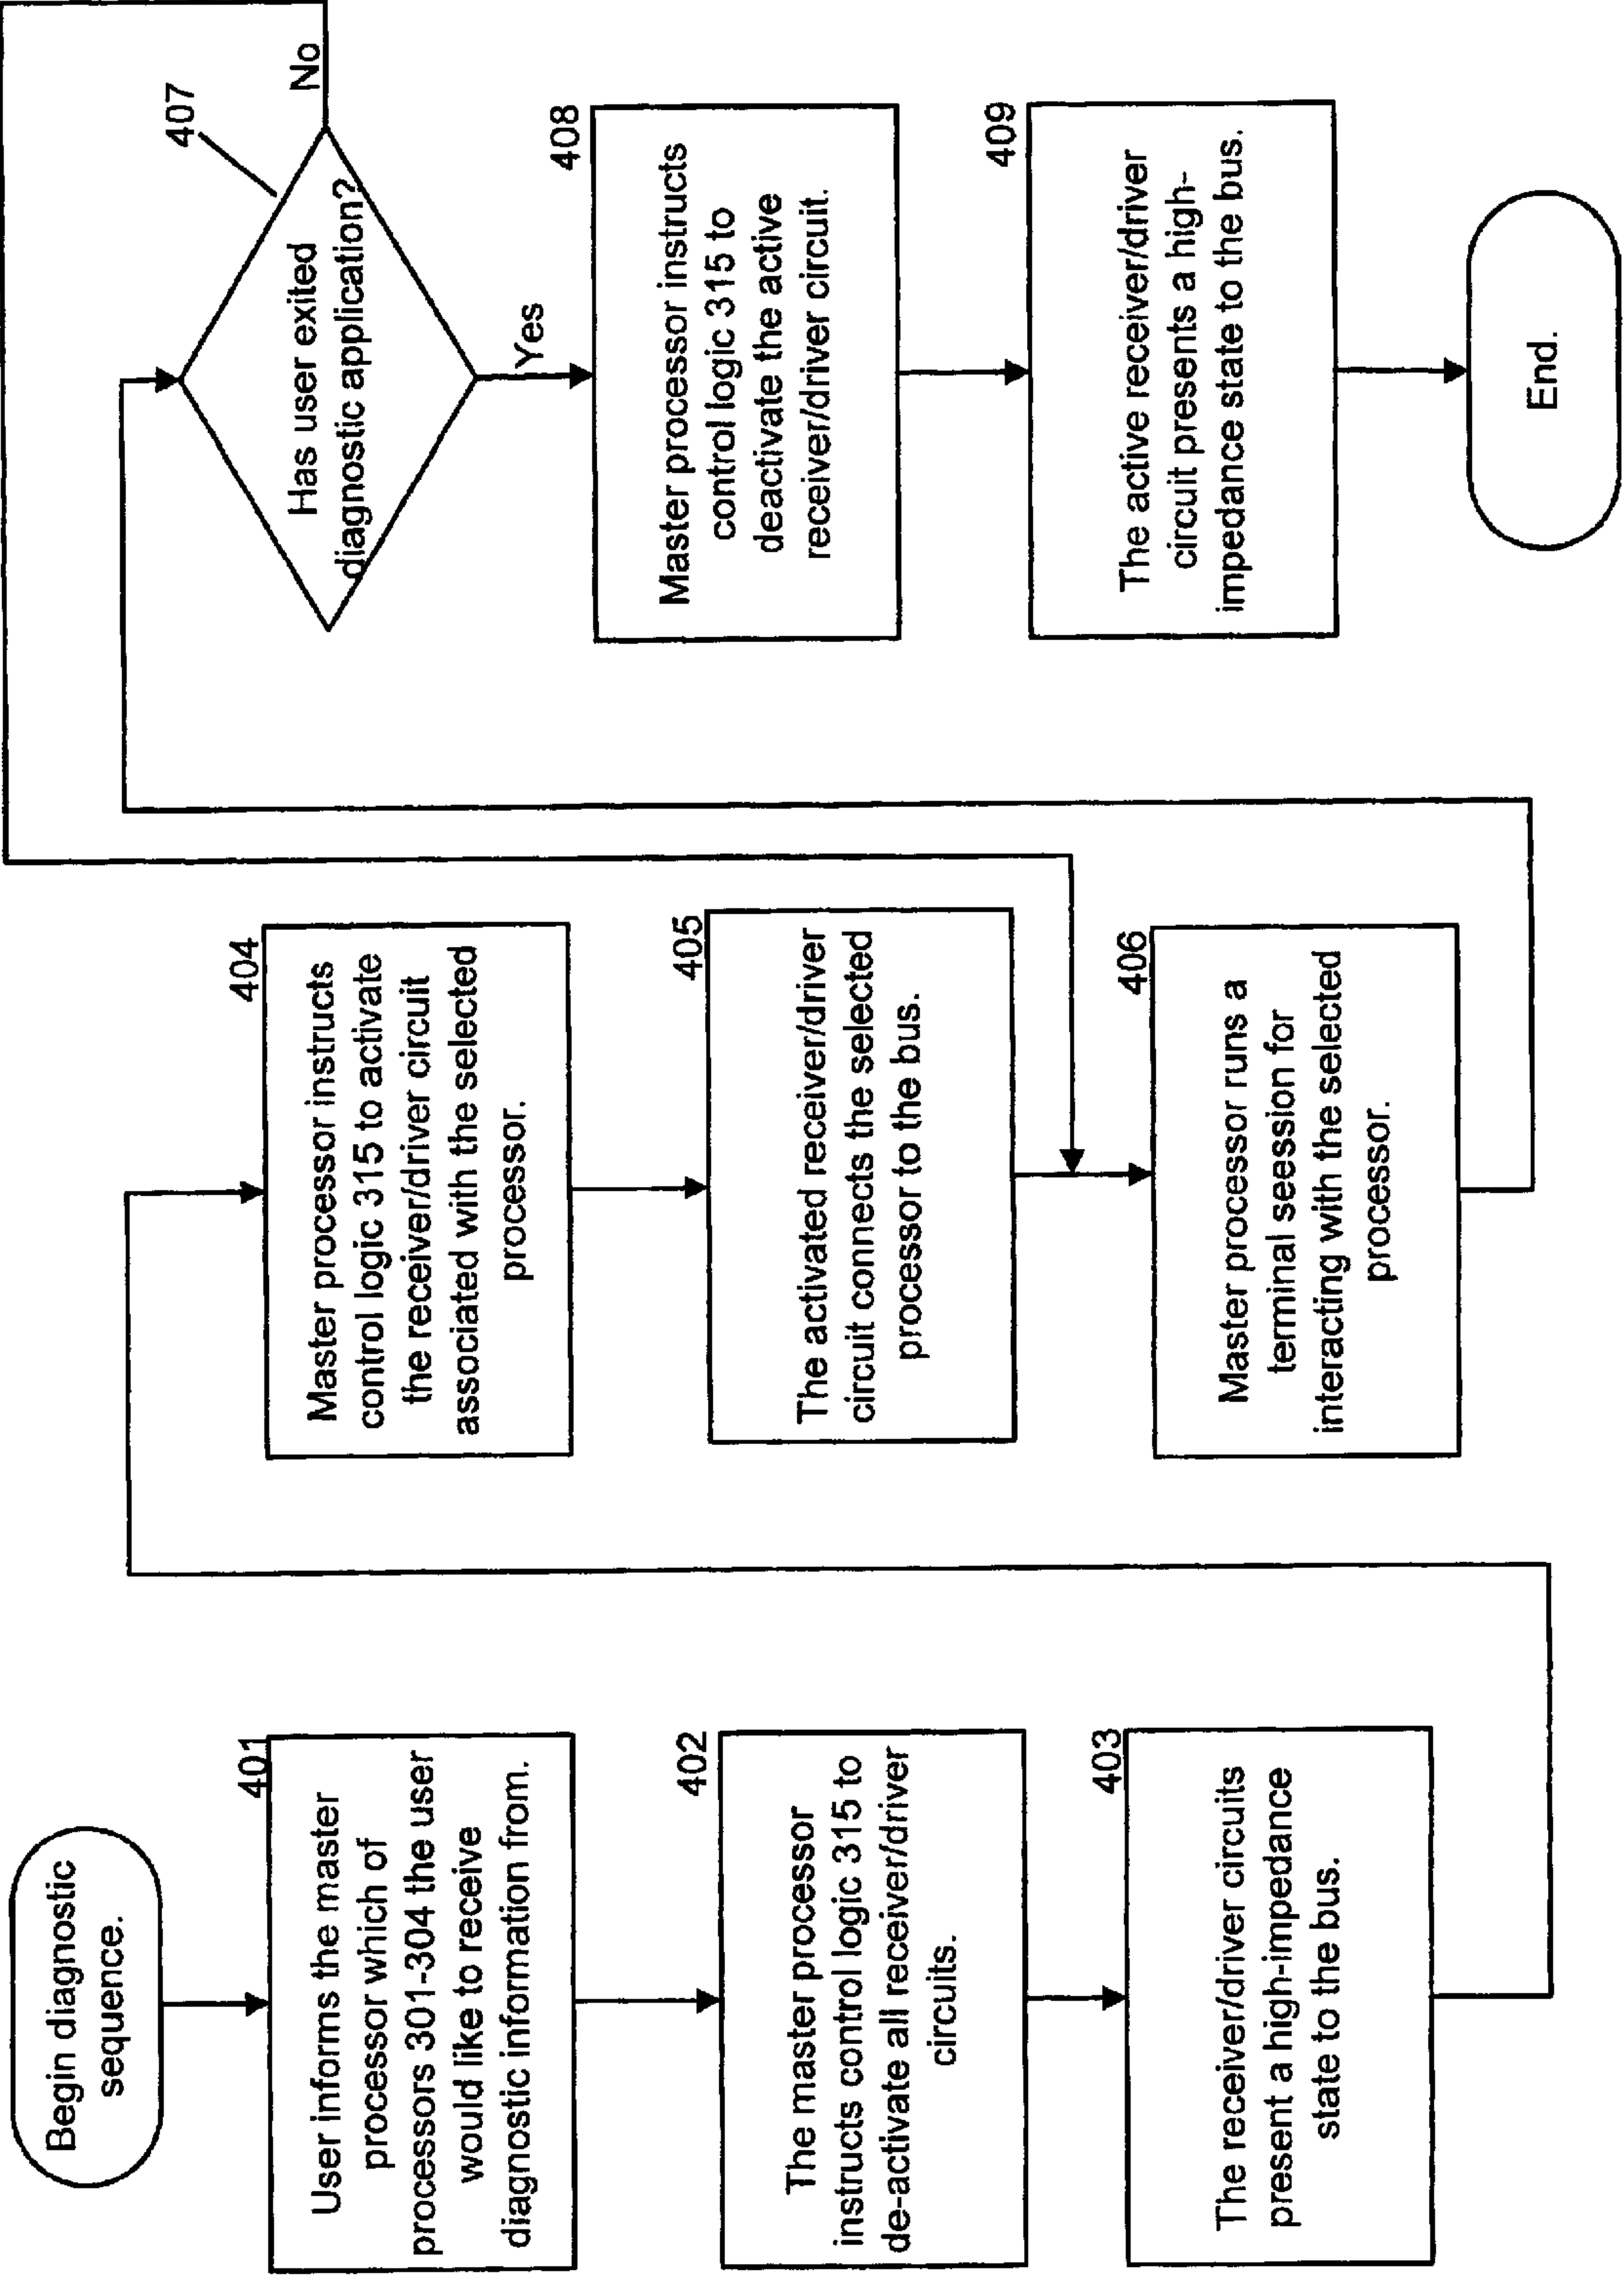 Begin diagnostic
sequence.
401
User informs the master
processor which of
processors 301-304 the user
would like to receive
diagnostic information from.
402
The master processor
instructs control logic 315 to
de-activate all receiver/driver
circuits.
403
The receiver/driver circuits
present a high-impedance
state to the bus.
404
Master processor instructs
control logic 315 to activate
the receiver/driver circuit
associated with the selected
processor.
405
The activated receiver/driver
circuit connects the selected
processor to the bus.
406
Master processor runs a
terminal seession for
interacting with the selected
processor.
407
Has user exited
diagnostic application?
No
Yes
408
Master processor instructs
control logic 315 to
deactivate the active
receiver/driver circuit.
409
The active receiver/driver
circuit presents a high-
impedance state to the bus.
End.